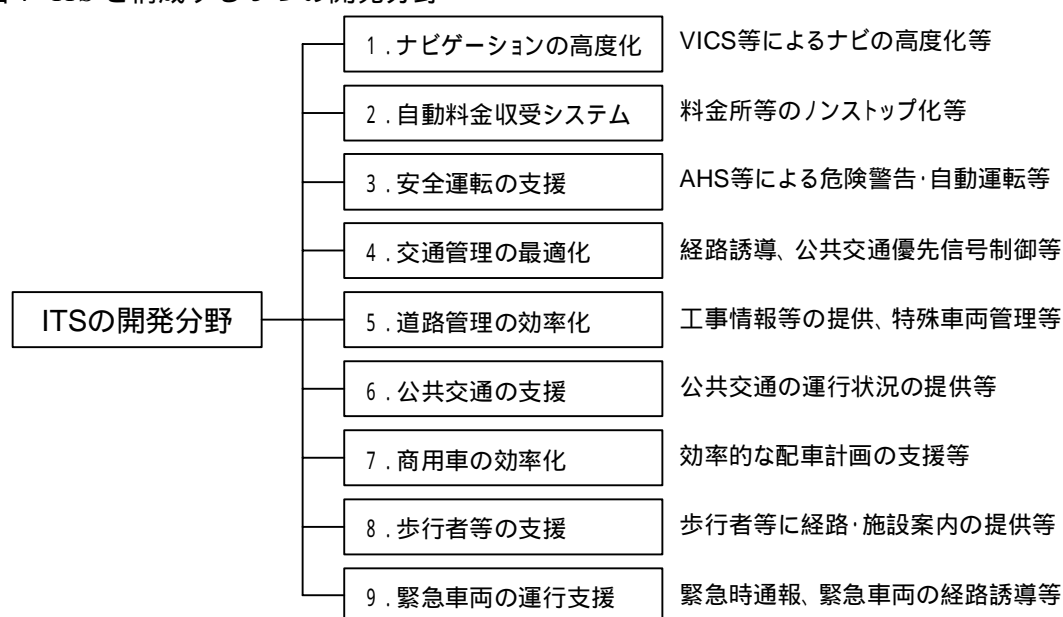 ITSの開発分野
1.ナビゲーションの高度化 VICS等によるナビの高度化等
2.自動料金収受システム 料金所等のノンストップ化等
3.安全運転の支援 AHS等による危険警告・自動運転等
4.交通管理の最適化 経路誘導、公共交通優先信号制御等
5.道路管理の効率化 工事情報等の提供、特殊車両管理等
6.公共交通の支援 公共交通の運行状況の提供等
7.商用車の効率化 効率的な配車計画の支援等
8.歩行者等の支援 歩行者等に経路・施設案内の提供等
9.緊急車両の運行支援 緊急時通報、緊急車両の経路誘導等